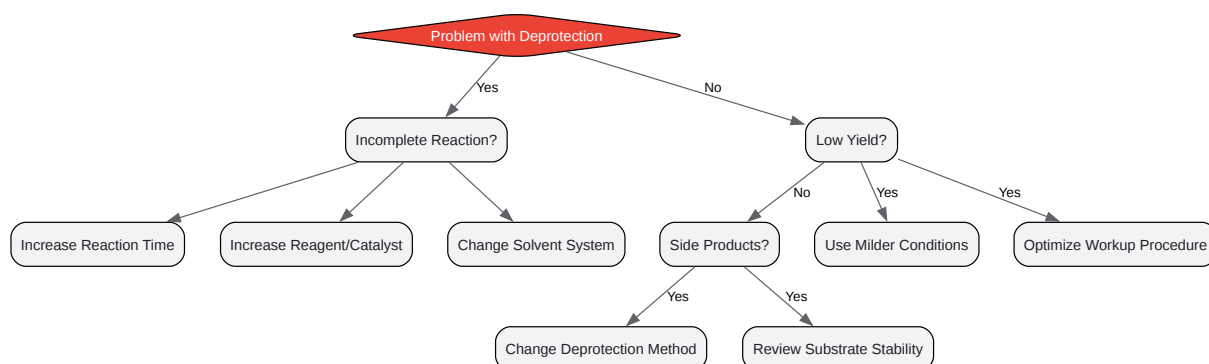 Problem with Deprotection
Yes
No
Incomplete Reaction?
Low Yield?
No
Yes
Yes
Increase Reaction Time
Increase Reagent/Catalyst
Change Solvent System
Side Products?
Use Milder Conditions
Optimize Workup Procedure
Yes
Yes
Change Deprotection Method
Review Substrate Stability